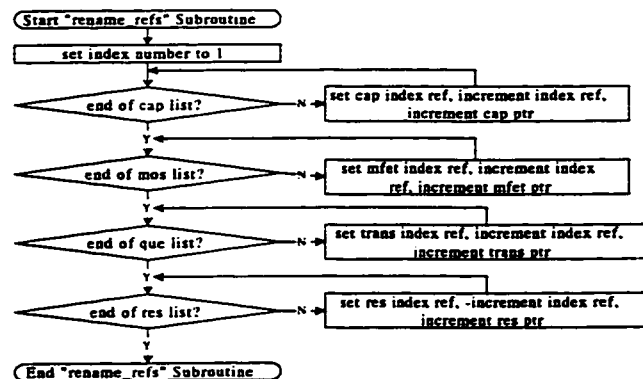 Start "rename_refs" Subroutine
set index number to 1
end of cap list?
N
set cap index ref, increment index ref,
increment cap ptr
Y
end of mos list?
N
set mfet index ref, increment index
ref, increment mfet ptr
Y
end of que list?
N
set trans index ref, increment index ref,
increment trans ptr
Y
end of res list?
N
set res index ref, -increment index ref,
increment res ptr
Y
End "rename_refs" Subroutine